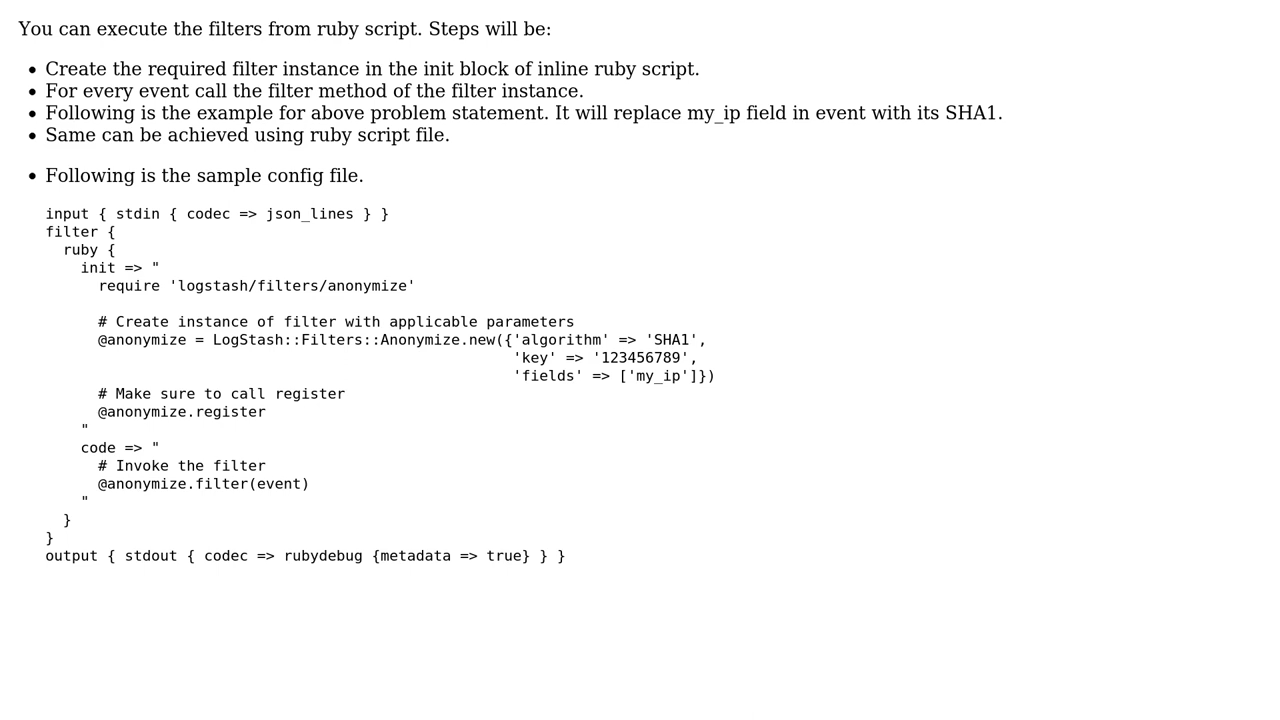 You can execute the filters from ruby script. Steps will be:
• Create the required filter instance in the init block of inline ruby script.
• For every event call the filter method of the filter instance.
• Following is the example for above problem statement. It will replace my_ip field in event with its SHA1.
• Same can be achieved using ruby script file.
• Following is the sample config file.
input { stdin { codec => json_lines } }
filter {
  ruby {
    init => "
      require 'logstash/filters/anonymize'

      # Create instance of filter with applicable parameters
      @anonymize = LogStash::Filters::Anonymize.new({'algorithm' => 'SHA1',
                                                     'key' => '123456789',
                                                     'fields' => ['my_ip']})
      # Make sure to call register
      @anonymize.register
    "
    code => "
      # Invoke the filter
      @anonymize.filter(event)
    "
  }
}
output { stdout { codec => rubydebug {metadata => true} } }